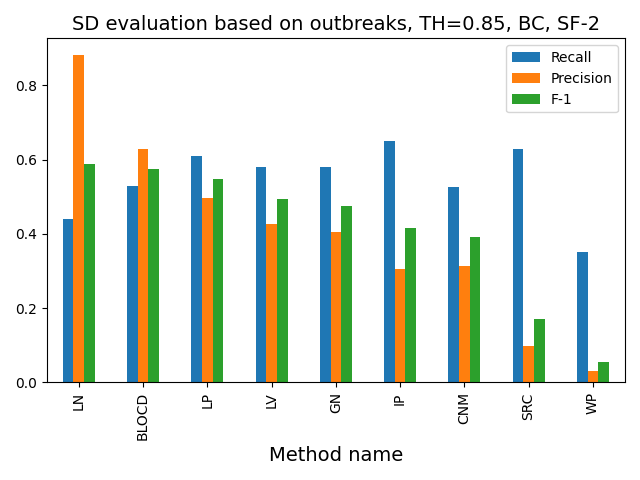 SD evaluation based on outbreaks, TH=0.85, BC, SF-2
Recall
Precision
F-1
0.8
0.6
0.4
0.2
0.0
LN
BLOCD
LP
LV
GN
IP
CNM
SRC
WP
Method name